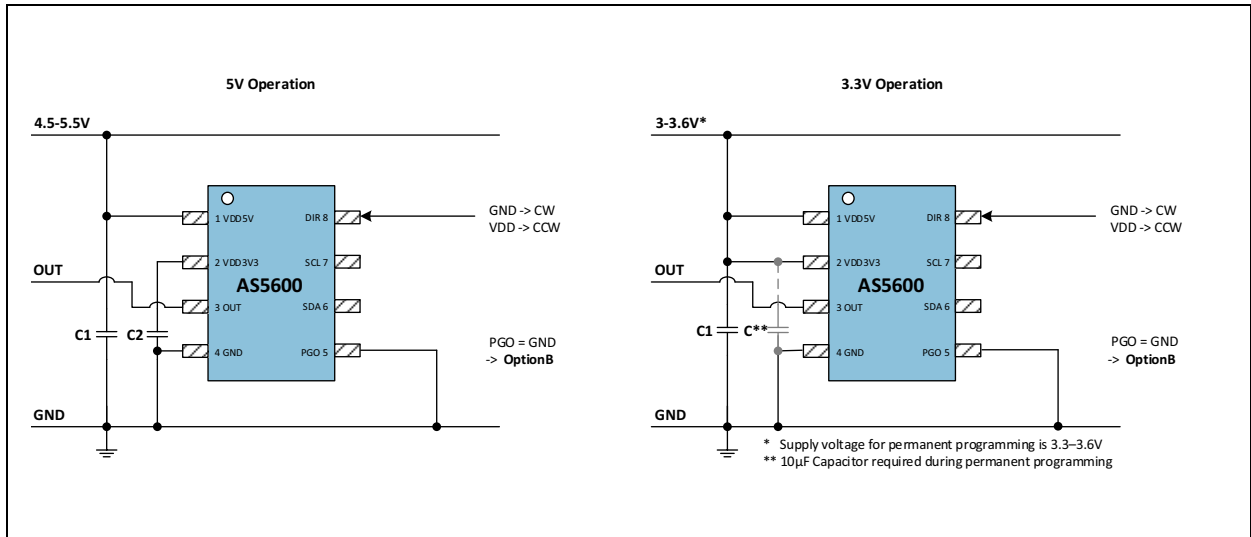 5V Operation
4.5-5.5V
1 VDD5V
DIR 8
GND -> CW
VDD -> CCW
2 VDD3V3
SCL 7
OUT
AS5600
3 OUT
SDA 6
C1
C2
4 GND
PGO 5
PGO = GND
-> OptionB
GND
3.3V Operation
3-3.6V*
1 VDD5V
DIR 8
GND -> CW
VDD -> CCW
2 VDD3V3
SCL 7
OUT
AS5600
3 OUT
SDA 6
C1
C**
4 GND
PGO 5
PGO = GND
-> OptionB
GND
* Supply voltage for permanent programming is 3.3–3.6V
** 10µF Capacitor required during permanent programming